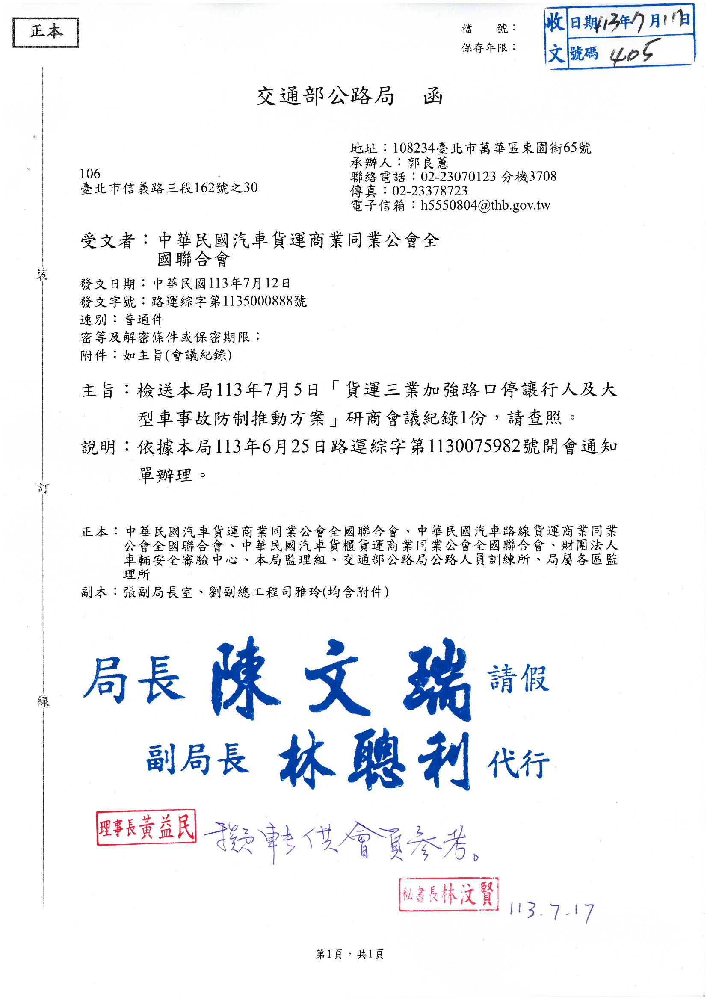 正本
檔　　號：
保存年限：
收文
日期113年7月17日
號碼 405
交通部公路局　函
地址：108234臺北市萬華區東園街65號
承辦人：郭良蕙
聯絡電話：02-23070123 分機3708
傳真：02-23378723
電子信箱：h5550804@thb.gov.tw
106
臺北市信義路三段162號之30
受文者：中華民國汽車貨運商業同業公會全
國聯合會
發文日期：中華民國113年7月12日
發文字號：路運綜字第1135000888號
速別：普通件
密等及解密條件或保密期限：
附件：如主旨(會議紀錄)
主旨：檢送本局113年7月5日「貨運三業加強路口停讓行人及大
型車事故防制推動方案」研商會議紀錄1份，請查照。
說明：依據本局113年6月25日路運綜字第1130075982號開會通知
單辦理。
正本：中華民國汽車貨運商業同業公會全國聯合會、中華民國汽車路線貨運商業同業
公會全國聯合會、中華民國汽車貨櫃貨運商業同業公會全國聯合會、財團法人
車輛安全審驗中心、本局監理組、交通部公路局公路人員訓練所、局屬各區監
理所
副本：張副局長室、劉副總工程司雅玲(均含附件)
局長 陳文瑞 請假
副局長 林聰利 代行
理事長黃益民
擬轉供會員參考。
秘書長林汶賢
113.7.17
第1頁，共1頁
裝
訂
線